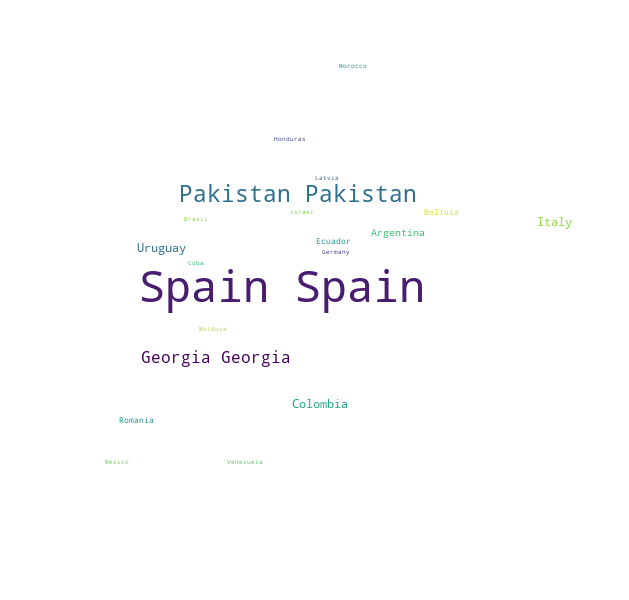 Morocco
Honduras
Latvia
Pakistan Pakistan
Israel
Bolivia
Brasil
Italy
Argentina
Ecuador
Uruguay
Germany
Cuba
Spain Spain
Moldova
Georgia Georgia
Colombia
Romania
Mexico
Venezuela